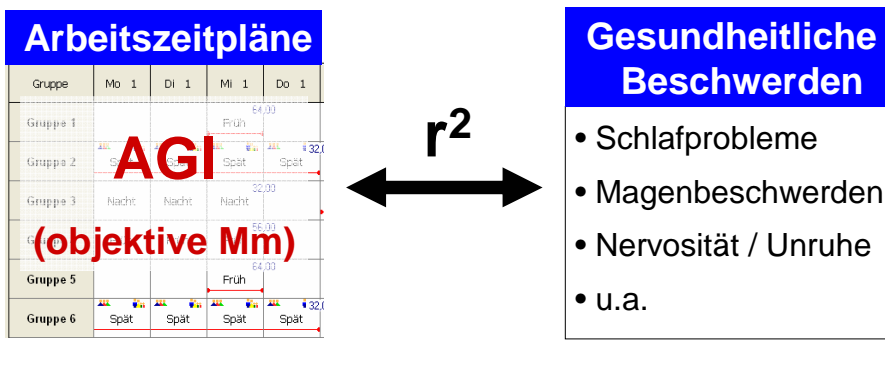 Arbeitszeitpläne
Gruppe Mo 1 Di 1 Mi 1 Do 1
64,00
Gruppe 1 Früh
32,0
Gruppe 2 Spät Spät Spät Spät
32,00
Gruppe 3 Nacht Nacht Nacht
56,00
64,00
Gruppe 5 Früh
32,0
Gruppe 6 Spät Spät Spät Spät
AGI
(objektive Mm)
r²
Gesundheitliche
Beschwerden
• Schlafprobleme
• Magenbeschwerden
• Nervosität / Unruhe
• u.a.